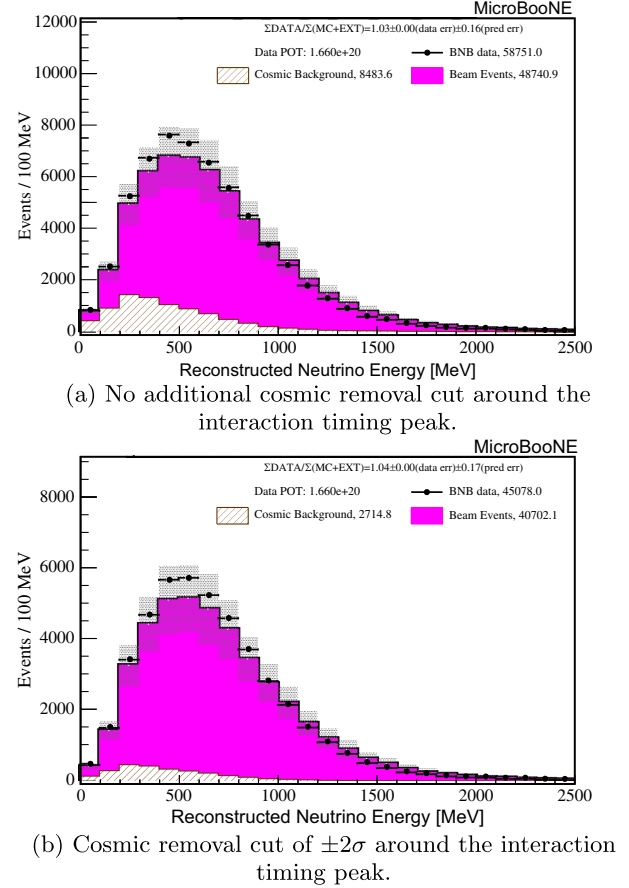 MicroBooNE
ΣDATA/Σ(MC+EXT)=1.03±0.00(data err)±0.16(pred err)
Data POT: 1.660e+20
BNB data, 58751.0
Cosmic Background, 8483.6
Beam Events, 48740.9
12000
10000
8000
6000
4000
2000
0
Events / 100 MeV
0 500 1000 1500 2000 2500
Reconstructed Neutrino Energy [MeV]
(a) No additional cosmic removal cut around the
interaction timing peak.
MicroBooNE
ΣDATA/Σ(MC+EXT)=1.04±0.00(data err)±0.17(pred err)
Data POT: 1.660e+20
BNB data, 45078.0
Cosmic Background, 2714.8
Beam Events, 40702.1
8000
6000
4000
2000
0
Events / 100 MeV
0 500 1000 1500 2000 2500
Reconstructed Neutrino Energy [MeV]
(b) Cosmic removal cut of ±2σ around the interaction
timing peak.